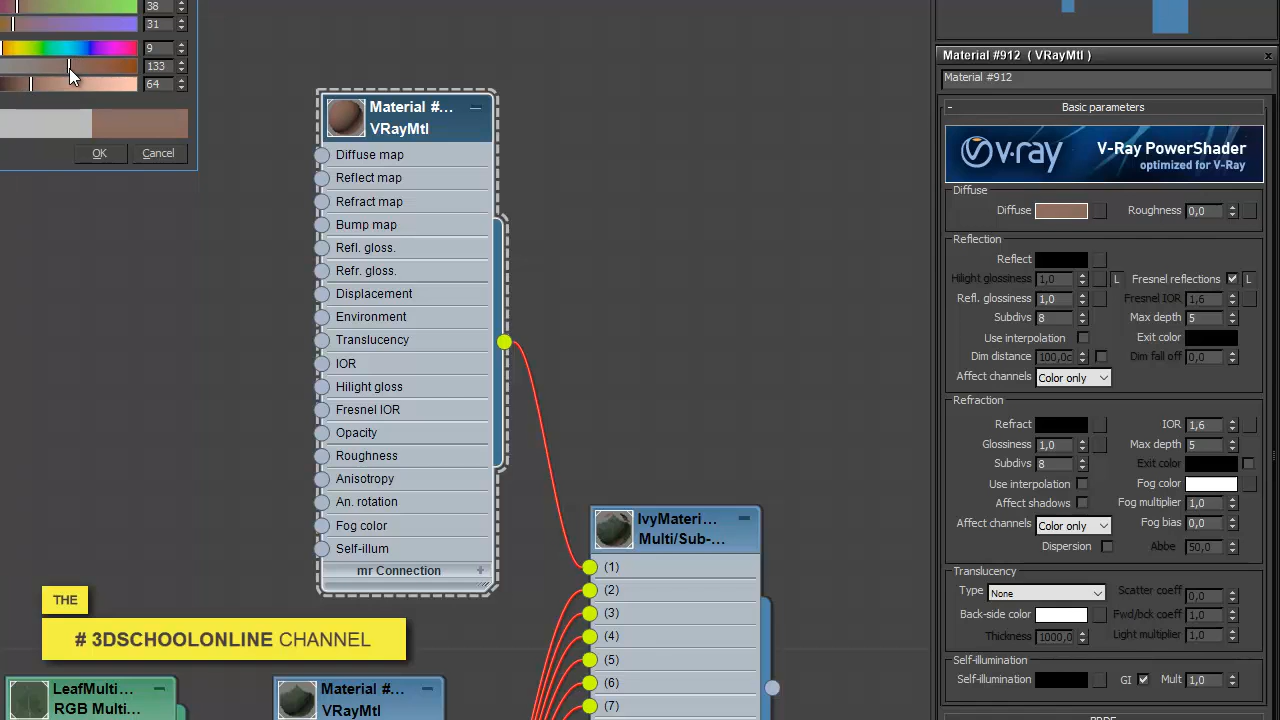 38
31
9
133
64
OK
Cancel
Material #...
VRayMtl
Diffuse map
Reflect map
Refract map
Bump map
Refl. gloss.
Refr. gloss.
Displacement
Environment
Translucency
IOR
Hilight gloss
Fresnel IOR
Opacity
Roughness
Anisotropy
An. rotation
Fog color
Self-illum
mr Connection +
IvyMateri...
Multi/Sub-...
(1)
(2)
(3)
(4)
(5)
(6)
(7)
THE
# 3DSCHOOLONLINE CHANNEL
LeafMulti...
RGB Multi...
Material #...
VRayMtl
Material #912 ( VRayMtl ) x
Material #912
- Basic parameters
v·ray V-Ray PowerShader
optimized for V-Ray
Diffuse
Diffuse Roughness 0,0
Reflection
Reflect
Hilight glossiness 1,0 L Fresnel reflections L
Refl. glossiness 1,0 Fresnel IOR 1,6
Subdivs 8 Max depth 5
Use interpolation Exit color
Dim distance 100,0c Dim fall off 0,0
Affect channels Color only
Refraction
Refract IOR 1,6
Glossiness 1,0 Max depth 5
Subdivs 8 Exit color
Use interpolation Fog color
Affect shadows Fog multiplier 1,0
Affect channels Color only Fog bias 0,0
Dispersion Abbe 50,0
Translucency
Type None Scatter coeff 0,0
Back-side color Fwd/bck coeff 1,0
Thickness 1000,0 Light multiplier 1,0
Self-illumination
Self-illumination GI Mult 1,0